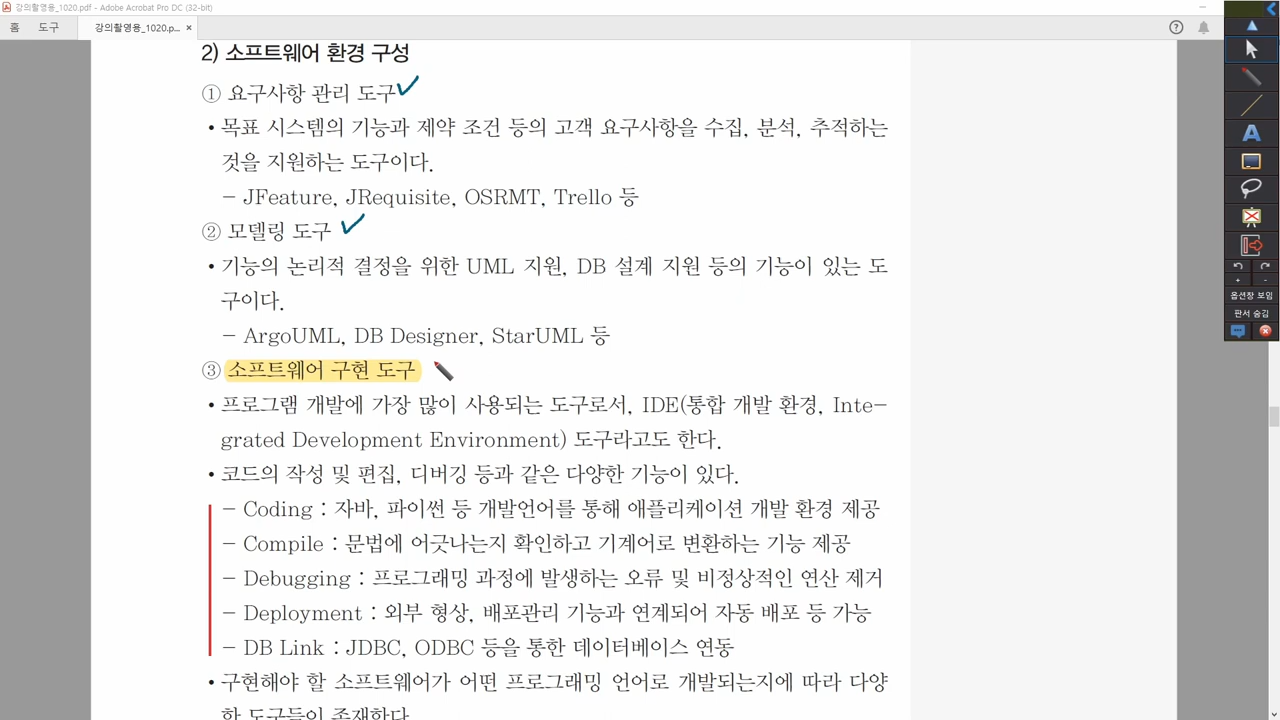 강의촬영용_1020.pdf - Adobe Acrobat Pro DC (32-bit)
홈 도구 강의촬영용_1020.p... ×
2) 소프트웨어 환경 구성
① 요구사항 관리 도구
• 목표 시스템의 기능과 제약 조건 등의 고객 요구사항을 수집, 분석, 추적하는
것을 지원하는 도구이다.
– JFeature, JRequisite, OSRMT, Trello 등
② 모델링 도구
• 기능의 논리적 결정을 위한 UML 지원, DB 설계 지원 등의 기능이 있는 도
구이다.
– ArgoUML, DB Designer, StarUML 등
③ 소프트웨어 구현 도구
• 프로그램 개발에 가장 많이 사용되는 도구로서, IDE(통합 개발 환경, Inte-
grated Development Environment) 도구라고도 한다.
• 코드의 작성 및 편집, 디버깅 등과 같은 다양한 기능이 있다.
– Coding : 자바, 파이썬 등 개발언어를 통해 애플리케이션 개발 환경 제공
– Compile : 문법에 어긋나는지 확인하고 기계어로 변환하는 기능 제공
– Debugging : 프로그래밍 과정에 발생하는 오류 및 비정상적인 연산 제거
– Deployment : 외부 형상, 배포관리 기능과 연계되어 자동 배포 등 가능
– DB Link : JDBC, ODBC 등을 통한 데이터베이스 연동
• 구현해야 할 소프트웨어가 어떤 프로그래밍 언어로 개발되는지에 따라 다양
한 도구들이 존재한다.
A
+ -
옵션장 보임
판서 숨김